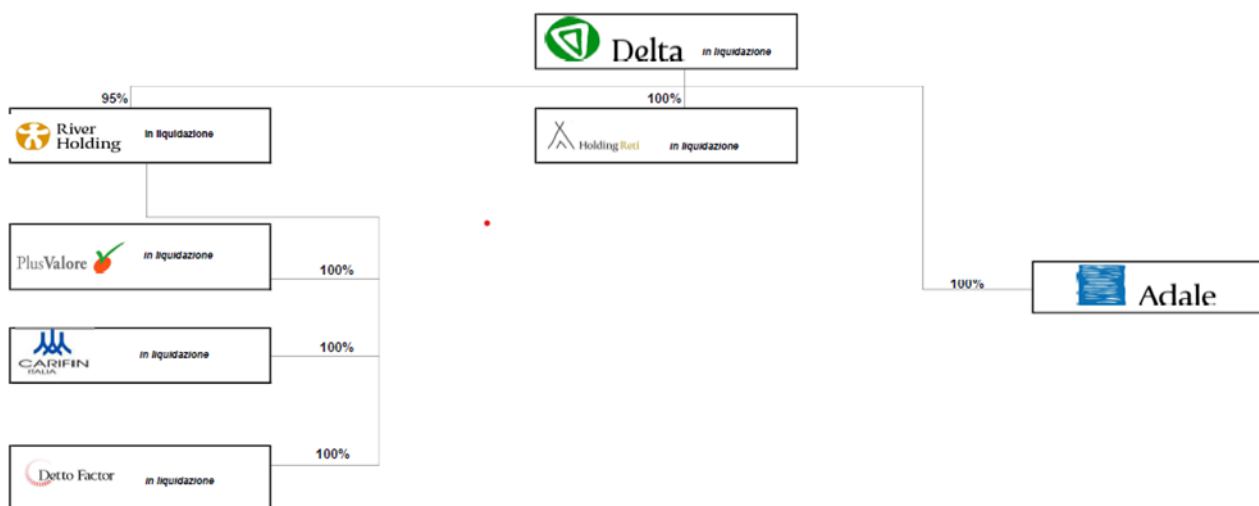 Delta in liquidazione
95%
100%
River
Holding
in liquidazione
Holding Reti in liquidazione
PlusValore in liquidazione
100%
100%
Adale
CARIFIN
ITALIA
in liquidazione
100%
Detto Factor in liquidazione
100%